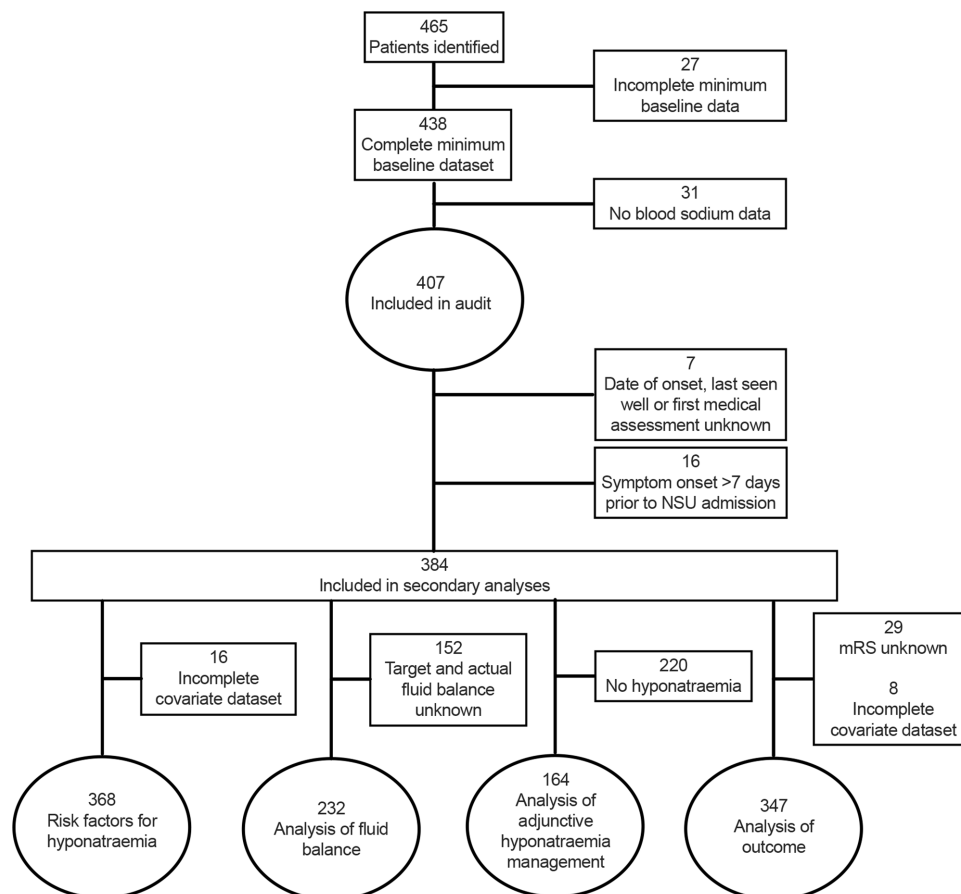 465
Patients identified
27
Incomplete minimum
baseline data
438
Complete minimum
baseline dataset
31
No blood sodium data
407
Included in audit
7
Date of onset, last seen
well or first medical
assessment unknown
16
Symptom onset >7 days
prior to NSU admission
384
Included in secondary analyses
16
Incomplete
covariate dataset
152
Target and actual
fluid balance
unknown
220
No hyponatraemia
29
mRS unknown
8
Incomplete
covariate dataset
368
Risk factors for
hyponatraemia
232
Analysis of fluid
balance
164
Analysis of
adjunctive
hyponatraemia
management
347
Analysis of
outcome